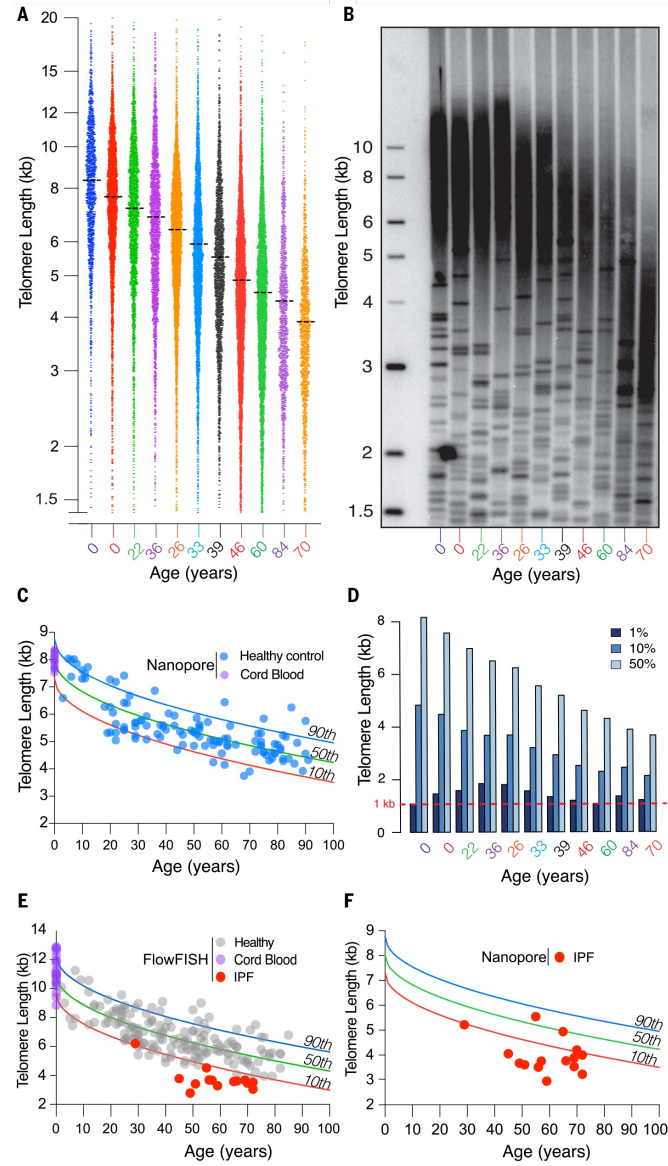 A
Telomere Length (kb)
20
15
12
10
8
6
5
4
3
2
1.5
0 0 22 36 26 33 39 46 60 84 70
Age (years)
B
Telomere Length (kb)
10
8
6
5
4
3
2
1.5
0 0 22 36 26 33 39 46 60 84 70
Age (years)
C
Telomere Length (kb)
9
8
7
6
5
4
3
2
Nanopore
Healthy control
Cord Blood
90th
50th
10th
0 10 20 30 40 50 60 70 80 90 100
Age (years)
D
Telomere Length (kb)
8
6
4
2
1 kb
0
1%
10%
50%
0 0 22 36 26 33 39 46 60 84 70
Age (years)
E
Telomere Length (kb)
14
12
10
8
6
4
2
FlowFISH
Healthy
Cord Blood
IPF
90th
50th
10th
0 10 20 30 40 50 60 70 80 90 100
Age (years)
F
Telomere Length (kb)
9
8
7
6
5
4
3
2
Nanopore
IPF
90th
50th
10th
0 10 20 30 40 50 60 70 80 90 100
Age (years)